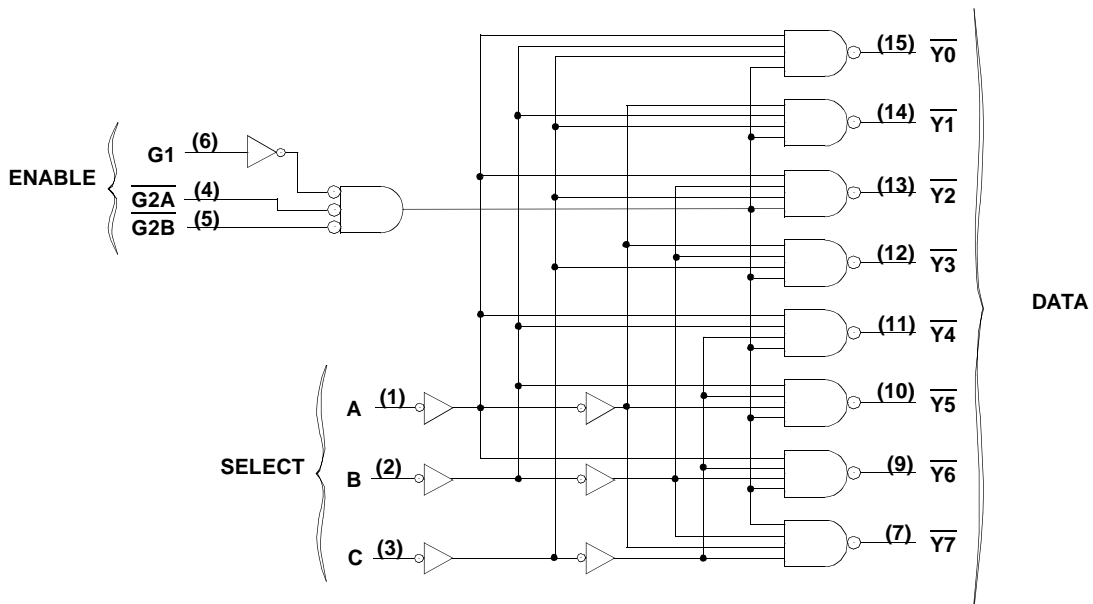 (15) Y0
(14) Y1
G1 (6)
ENABLE
G2A (4)
(13) Y2
G2B (5)
(12) Y3
DATA
(11) Y4
A (1)
(10) Y5
SELECT
B (2)
(9) Y6
C (3)
(7) Y7